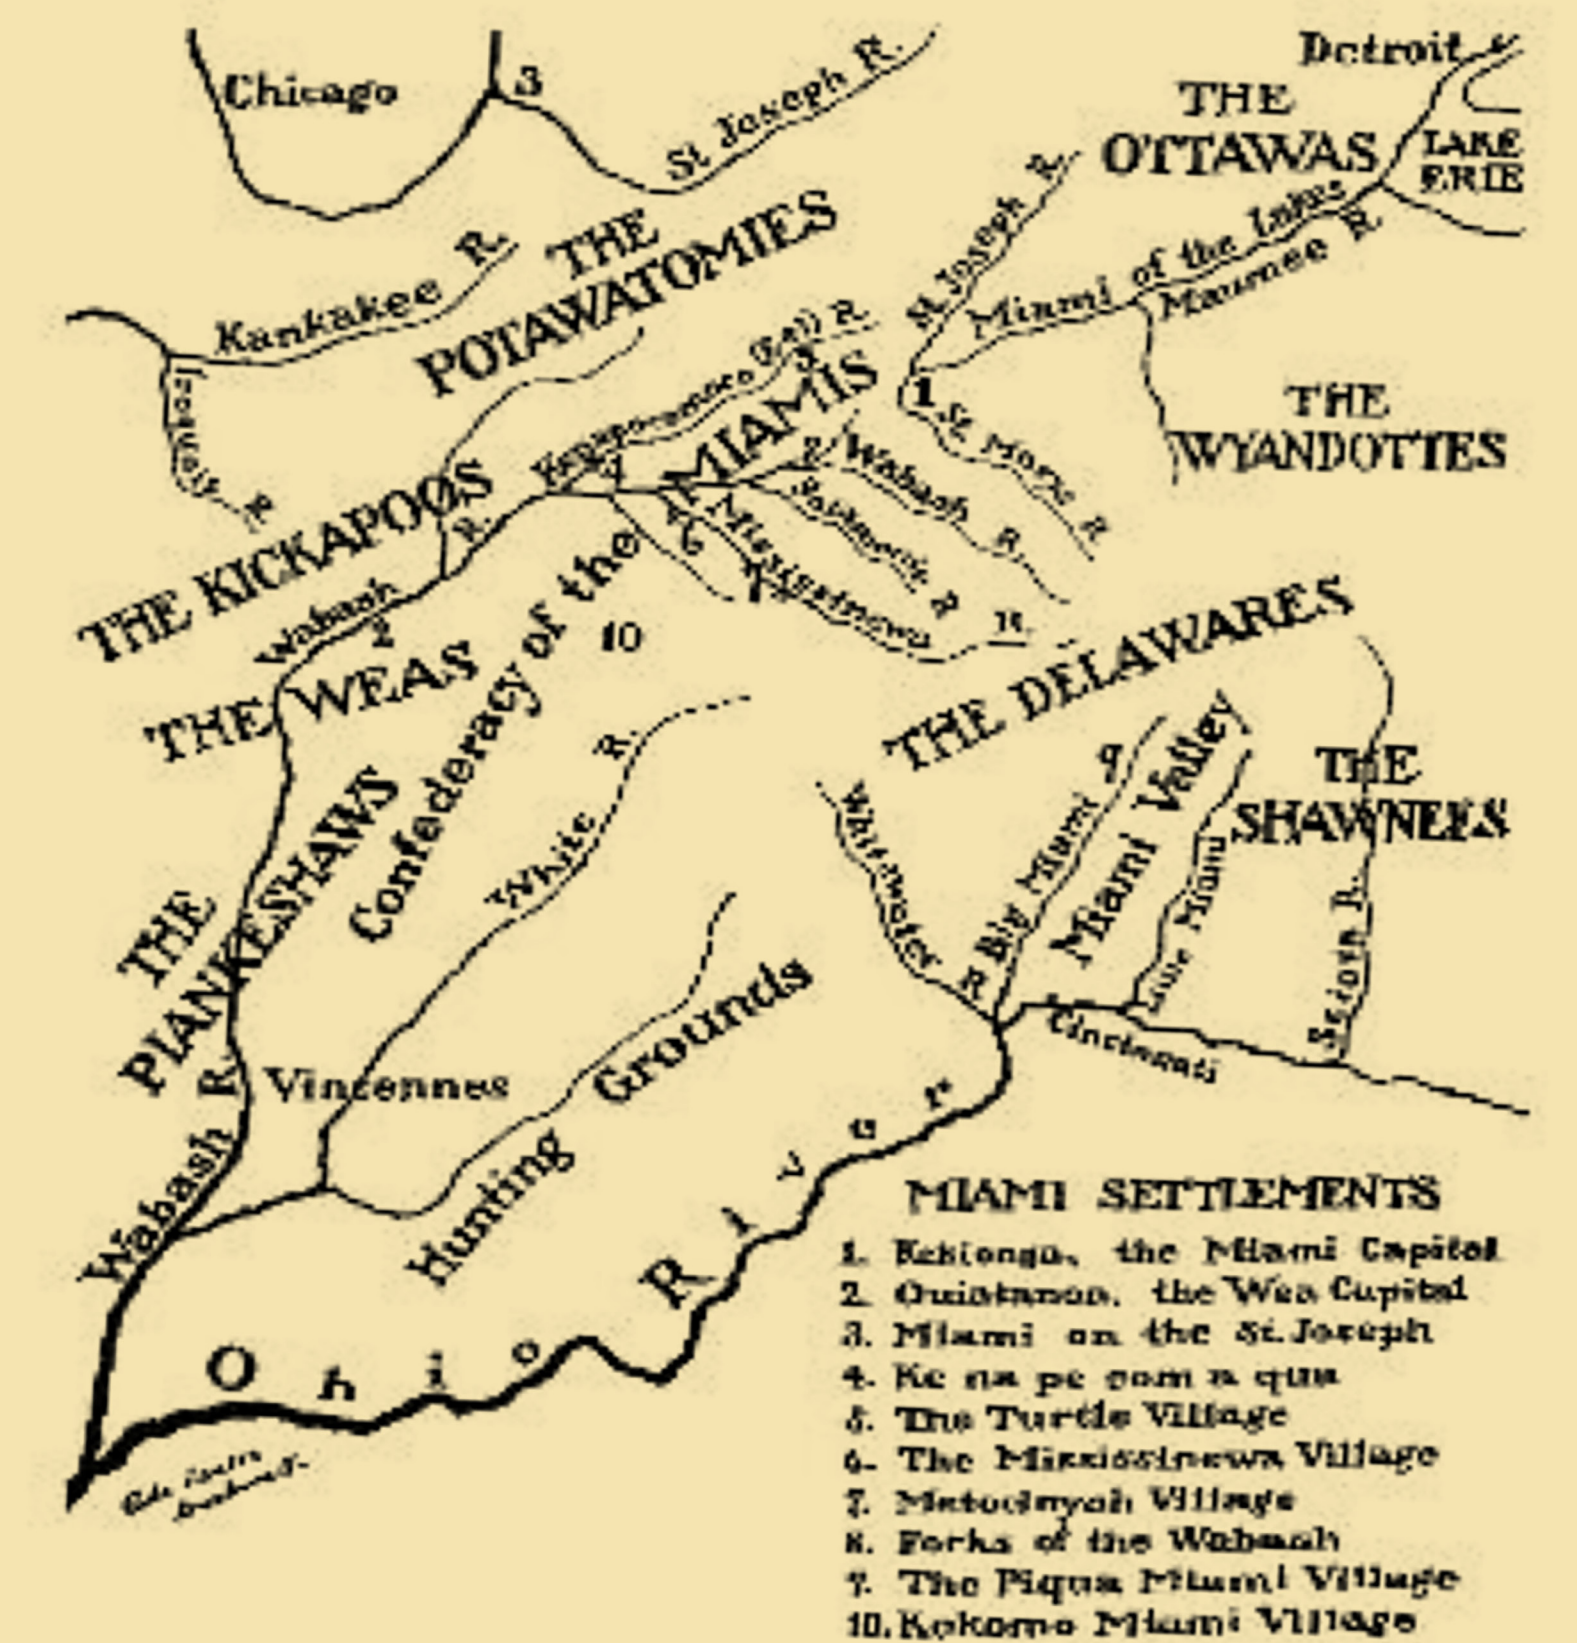 Chicago
3
St Joseph R.
Detroit
THE
OTTAWAS
LAKE
ERIE
St Joseph R.
Miami of the Lakes
Maumee R.
Kankakee R.
THE
POTAWATOMIES
Iroquois R
(Eel) R.
MIAMIS
1
St. Marys R
THE
WYANDOTTES
THE KICKAPOOS
Wabash R.
2
Wabash R.
Salamonie R
Mississinewa R.
6
10
THE WEAS
Confederacy of the
THE DELAWARES
White R.
THE
PIANKESHAWS
Whitewater R
Big Miami R
Miami Valley
Little Miami
THE
SHAWNEES
Scioto R.
Cincinnati
Wabash R.
Vincennes
Hunting Grounds
Ohio River
MIAMI SETTLEMENTS
1. Kekionga, the Miami Capital
2. Ouiatanon, the Wea Capital
3. Miami on the St. Joseph
4. Ke na pe com a qua
5. The Turtle Village
6. The Mississinewa Village
7. Village
8. Forks of the Wabash
9. The Piqua Miami Village
10. Kokomo Miami Village